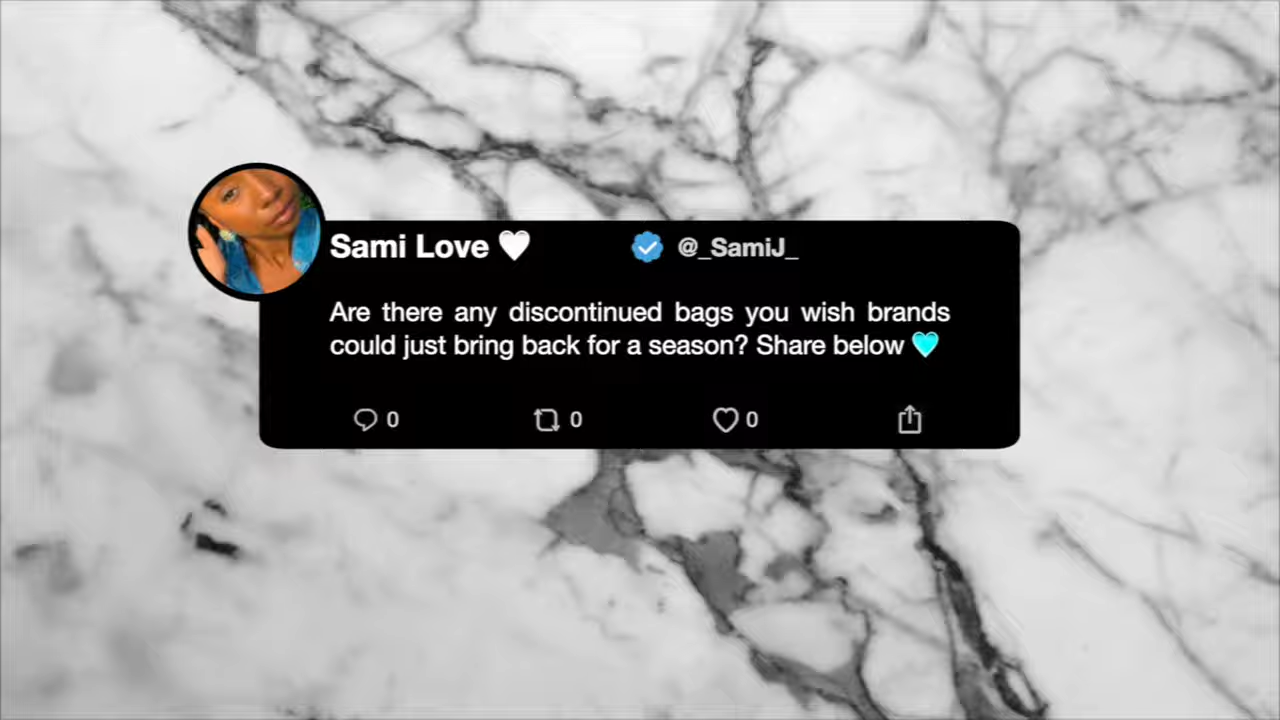 Sami Love 🤍 @_SamiJ_
Are there any discontinued bags you wish brands
could just bring back for a season? Share below 🩵
0 0 0